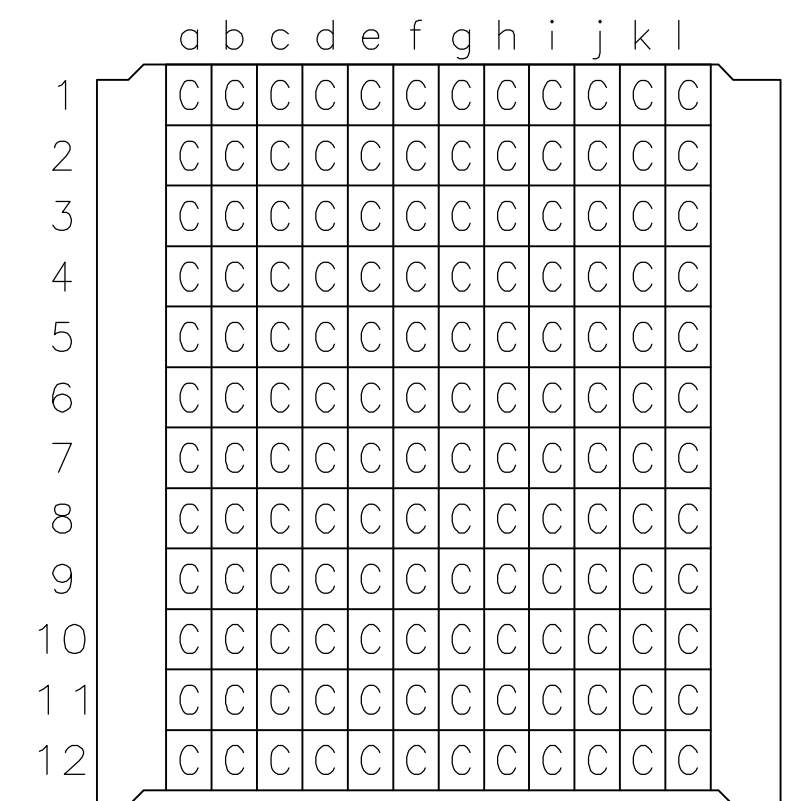 a b c d e f g h i j k l
1 C C C C C C C C C C C C
2 C C C C C C C C C C C C
3 C C C C C C C C C C C C
4 C C C C C C C C C C C C
5 C C C C C C C C C C C C
6 C C C C C C C C C C C C
7 C C C C C C C C C C C C
8 C C C C C C C C C C C C
9 C C C C C C C C C C C C
10 C C C C C C C C C C C C
11 C C C C C C C C C C C C
12 C C C C C C C C C C C C